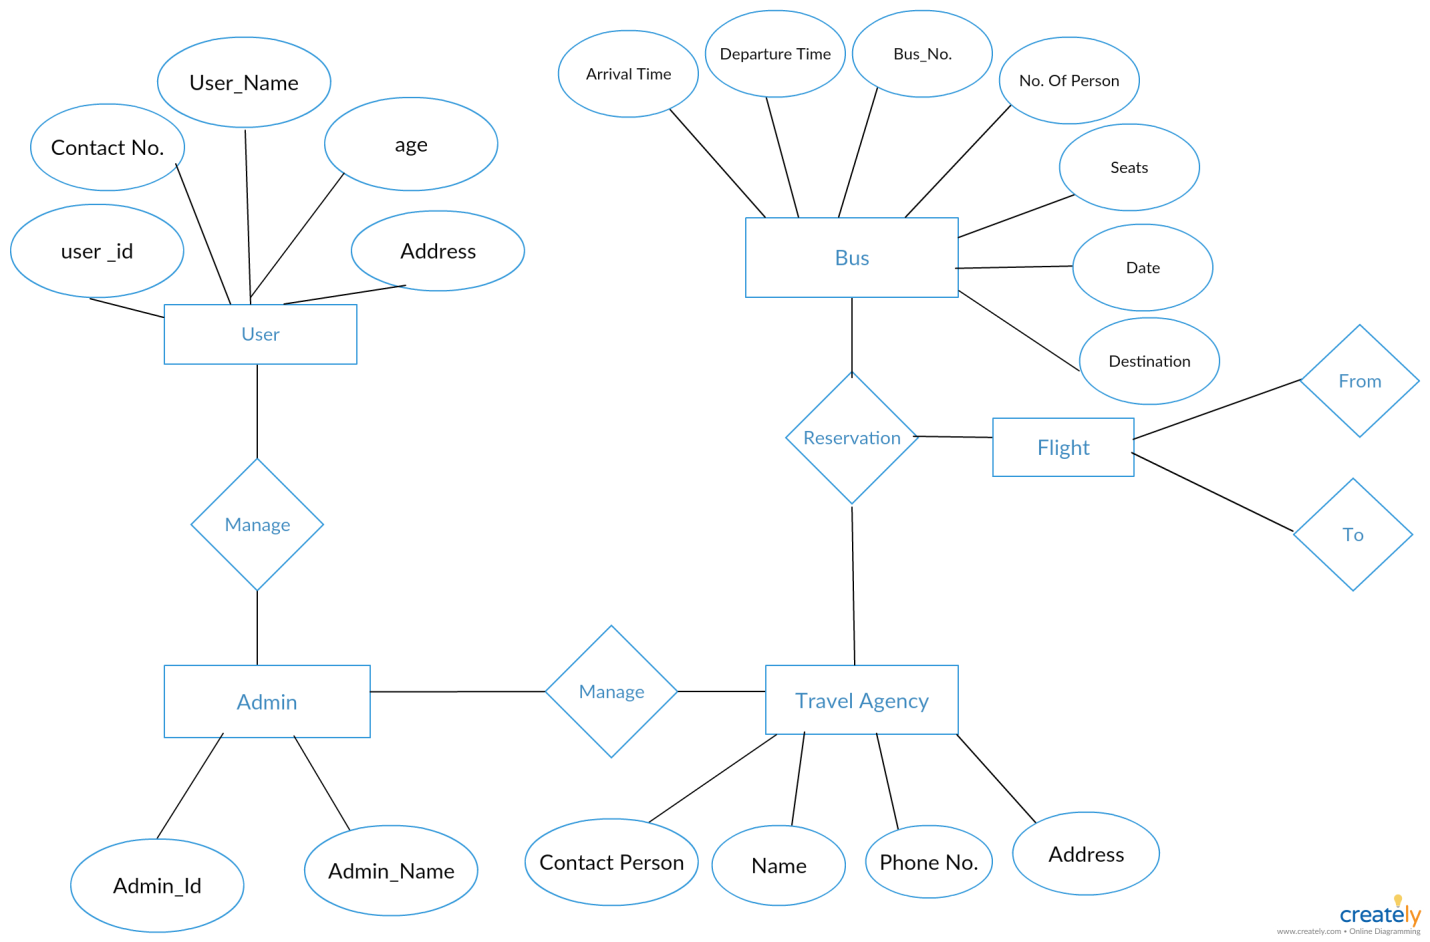 User_Name
Contact No.
age
user _id
Address
User
Arrival Time
Departure Time
Bus_No.
No. Of Person
Seats
Date
Destination
Bus
Reservation
Flight
From
To
Manage
Admin
Manage
Travel Agency
Admin_Id
Admin_Name
Contact Person
Name
Phone No.
Address
creately
www.creately.com • Online Diagramming